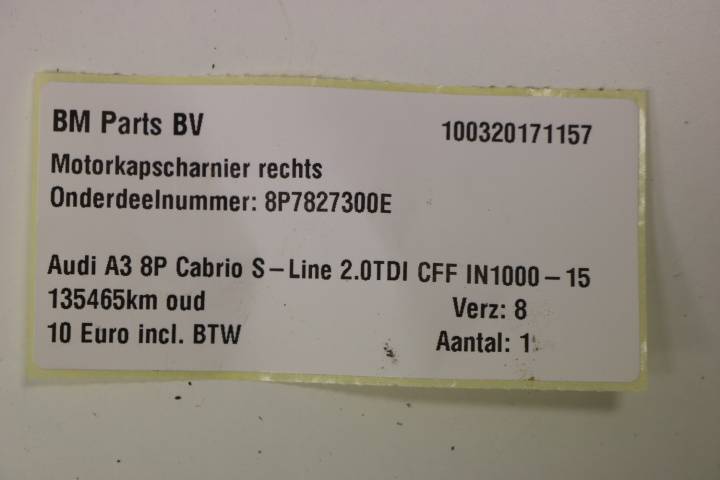 BM Parts BV 100320171157
Motorkapscharnier rechts
Onderdeelnummer: 8P7827300E
Audi A3 8P Cabrio S-Line 2.0TDI CFF IN1000-15
135465km oud Verz: 8
10 Euro incl. BTW Aantal: 1